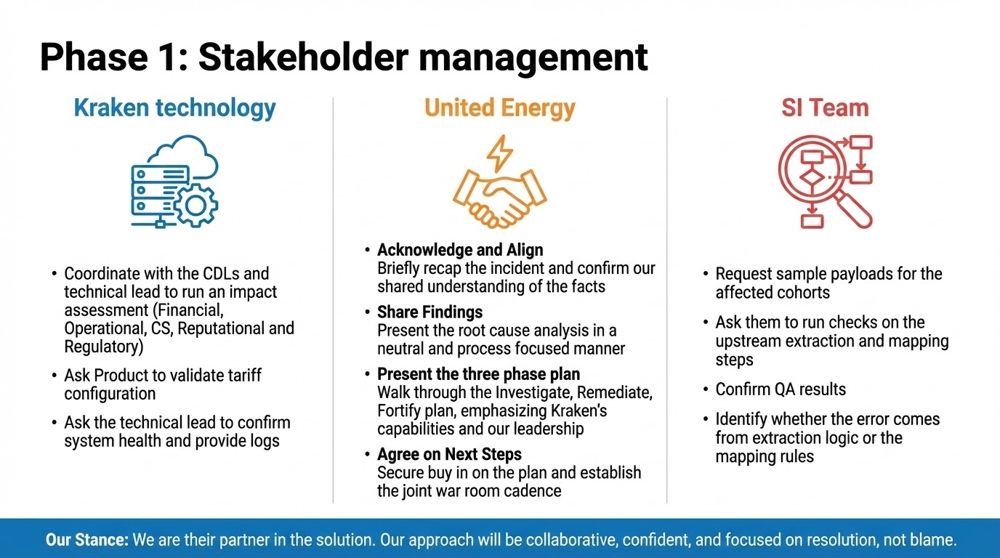 Phase 1: Stakeholder management
Kraken technology
• Coordinate with the CDLs and
technical lead to run an impact
assessment (Financial,
Operational, CS, Reputational and
Regulatory)
• Ask Product to validate tariff
configuration
• Ask the technical lead to confirm
system health and provide logs
United Energy
• Acknowledge and Align
Briefly recap the incident and confirm our
shared understanding of the facts
• Share Findings
Present the root cause analysis in a
neutral and process focused manner
• Present the three phase plan
Walk through the Investigate, Remediate,
Fortify plan, emphasizing Kraken's
capabilities and our leadership
• Agree on Next Steps
Secure buy in on the plan and establish
the joint war room cadence
SI Team
• Request sample payloads for the
affected cohorts
• Ask them to run checks on the
upstream extraction and mapping
steps
• Confirm QA results
• Identify whether the error comes
from extraction logic or the
mapping rules
Our Stance: We are their partner in the solution. Our approach will be collaborative, confident, and focused on resolution, not blame.